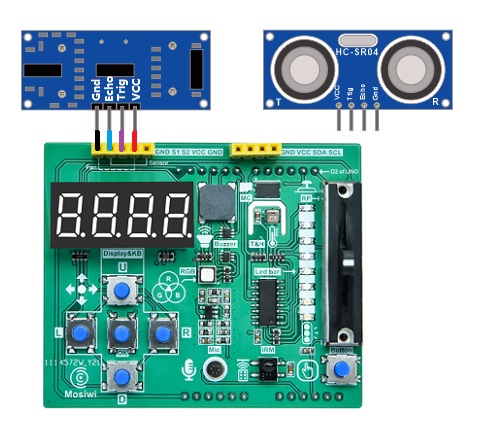 HC-SR04
VCC
Trig
Echo
Gnd
T
R
Gnd
Echo
Trig
VCC
GND S1 S2 VCC GND
GND VCC SDA SCL
Sensor
D2 of UNO
MC
RP
Display&KB
Buzzer
T&H
U
RGB
R
G
B
Led bar
L
R
Mic
IRM
Button
Mosiwi
D